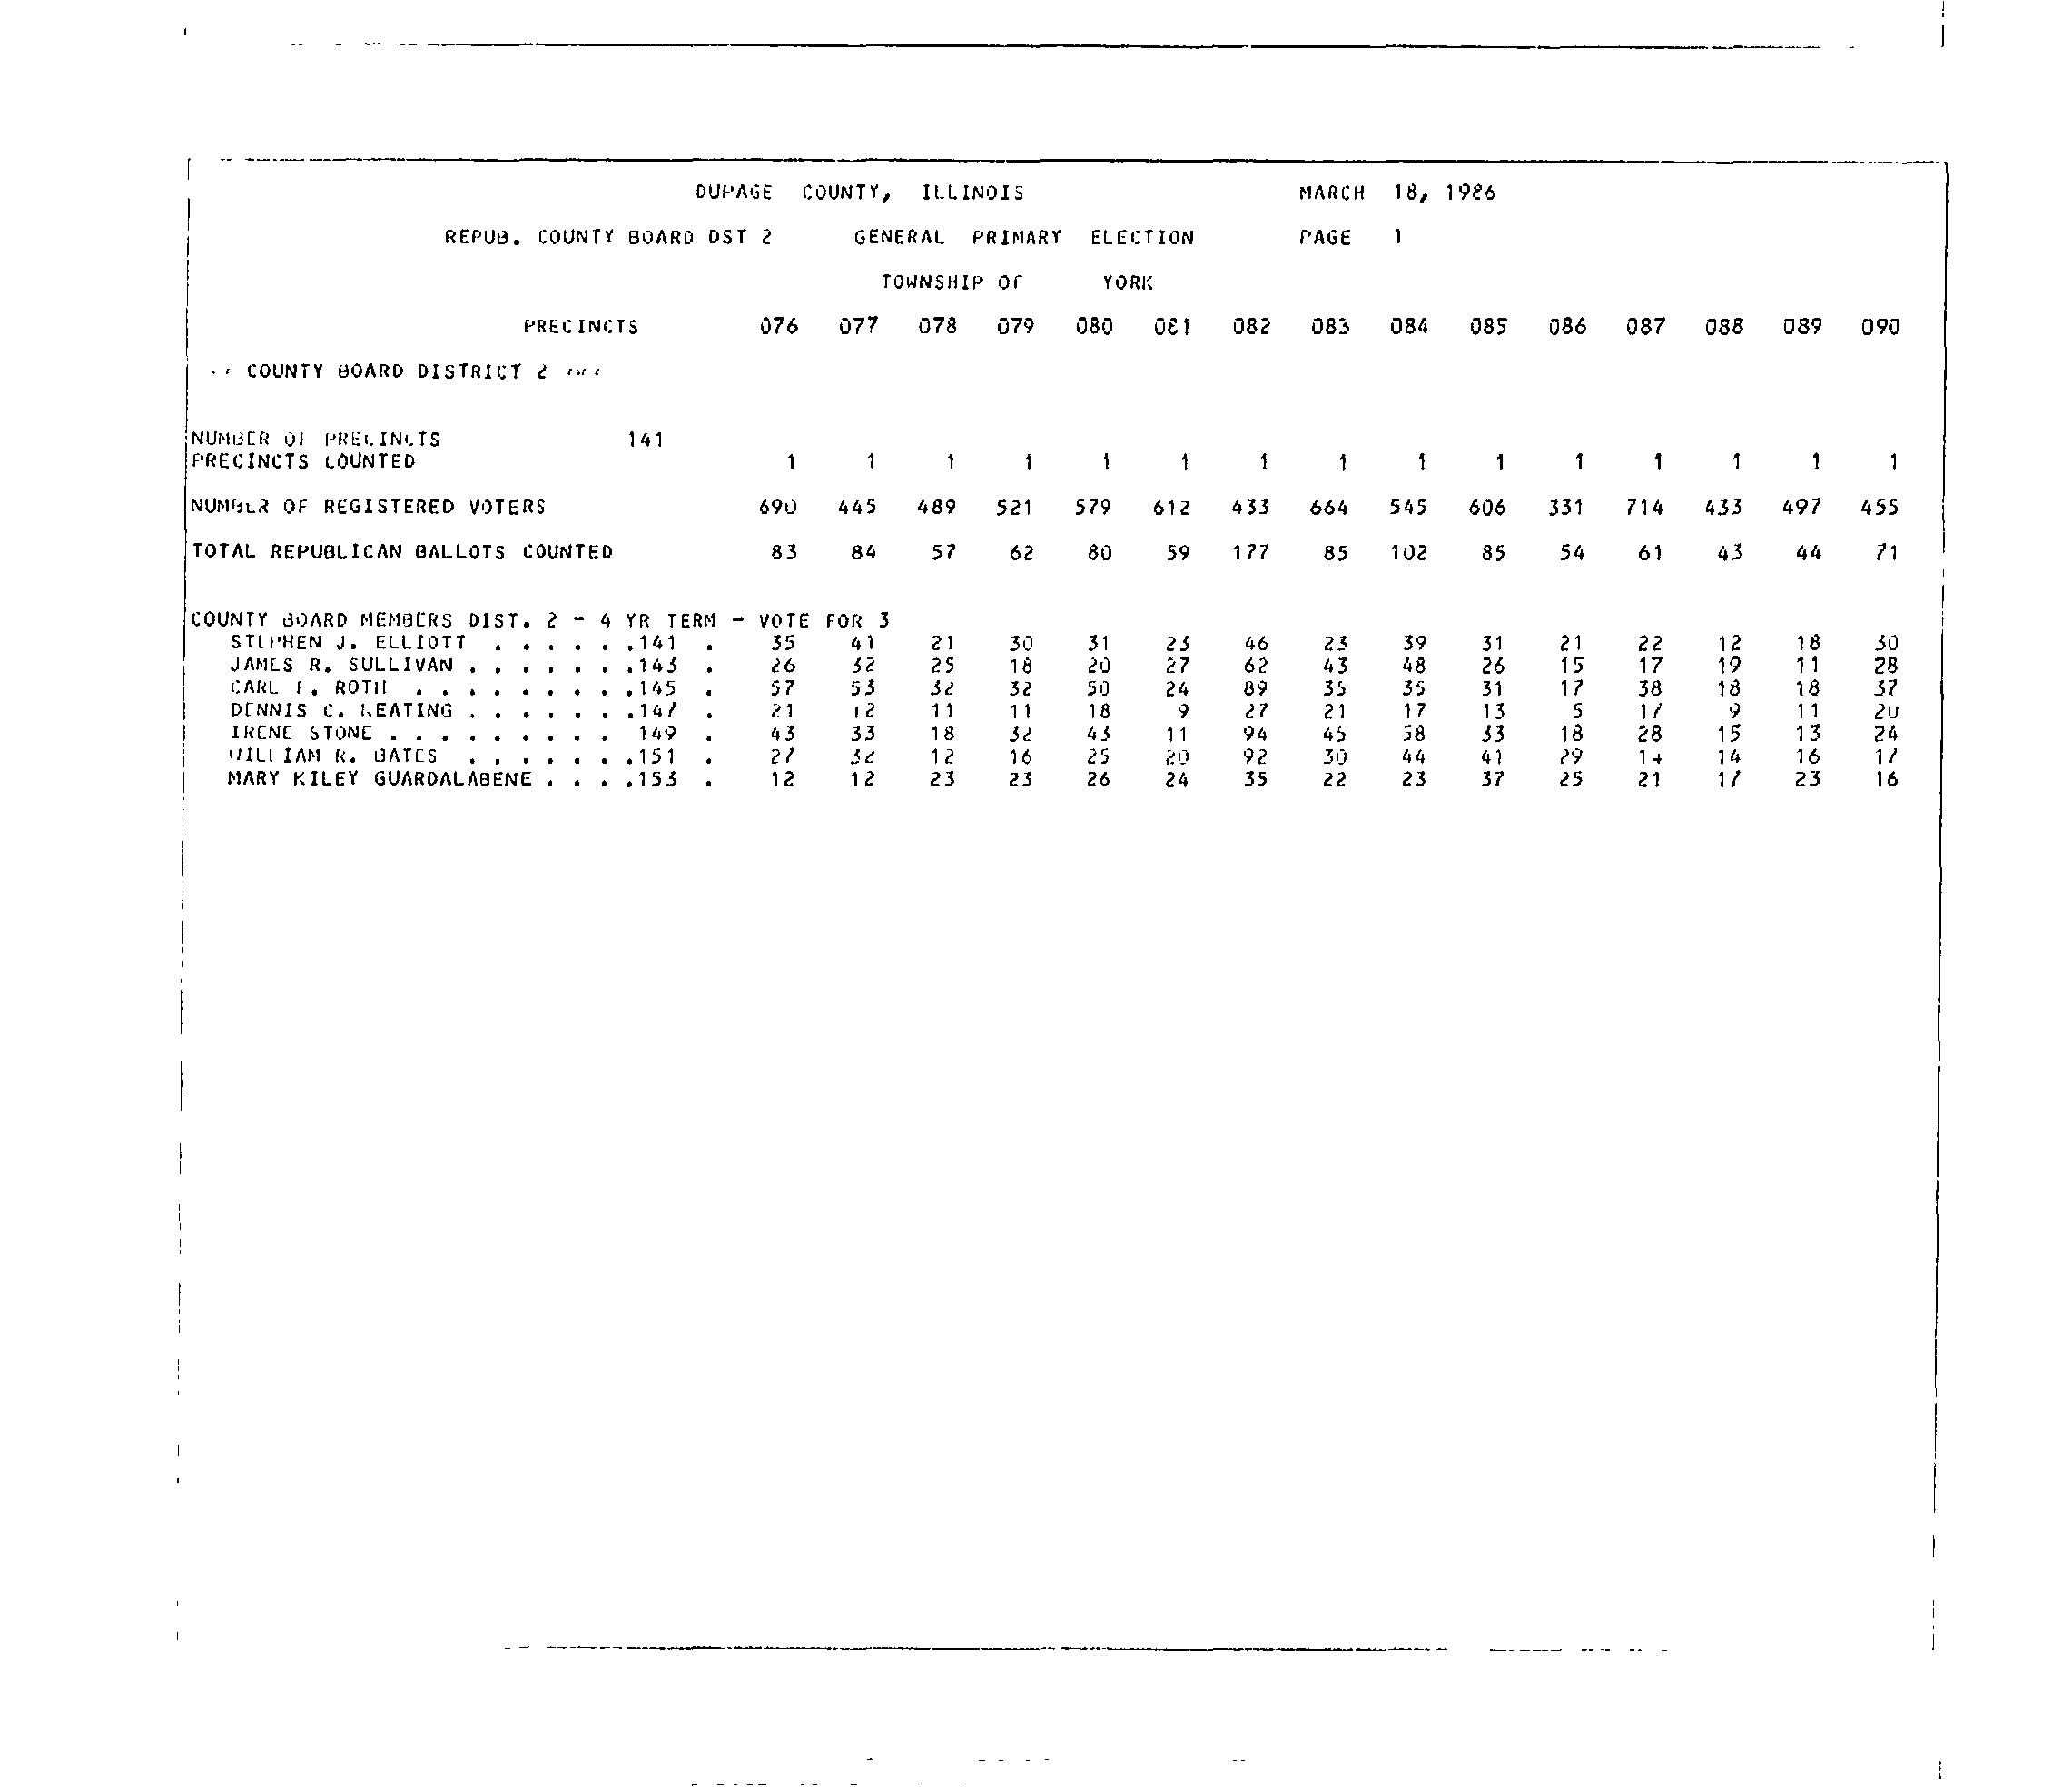 DUPAGE COUNTY, ILLINOIS MARCH 18, 1986
REPUB. COUNTY BOARD DST 2 GENERAL PRIMARY ELECTION PAGE 1
TOWNSHIP OF YORK
PRECINCTS 076 077 078 079 080 081 082 083 084 085 086 087 088 089 090
COUNTY BOARD DISTRICT 2
NUMBER OF PRECINCTS 141
PRECINCTS COUNTED 1 1 1 1 1 1 1 1 1 1 1 1 1 1 1
NUMBER OF REGISTERED VOTERS 690 445 489 521 579 612 433 664 545 606 331 714 433 497 455
TOTAL REPUBLICAN BALLOTS COUNTED 83 84 57 62 80 59 177 85 102 85 54 61 43 44 71
COUNTY BOARD MEMBERS DIST. 2 - 4 YR TERM - VOTE FOR 3
STEPHEN J. ELLIOTT . . . . . .141 . 35 41 21 30 31 23 46 23 39 31 21 22 12 18 30
JAMES R. SULLIVAN . . . . . . .143 . 26 32 25 18 20 27 62 43 48 26 15 17 19 11 28
CARL ROTH . . . . . . . . .145 . 57 53 32 32 50 24 89 35 35 31 17 38 18 18 37
DENNIS C. KEATING . . . . . . .147 . 21 12 11 11 18 9 27 21 17 13 5 17 9 11 20
IRENE STONE . . . . . . . . . 149 . 43 33 18 32 43 11 94 45 38 33 18 28 15 13 24
WILLIAM R. BATES . . . . . . .151 . 27 32 12 16 25 20 92 30 44 41 29 14 14 16 17
MARY KILEY GUARDALABENE . . . .153 . 12 12 23 23 26 24 35 22 23 37 25 21 17 23 16